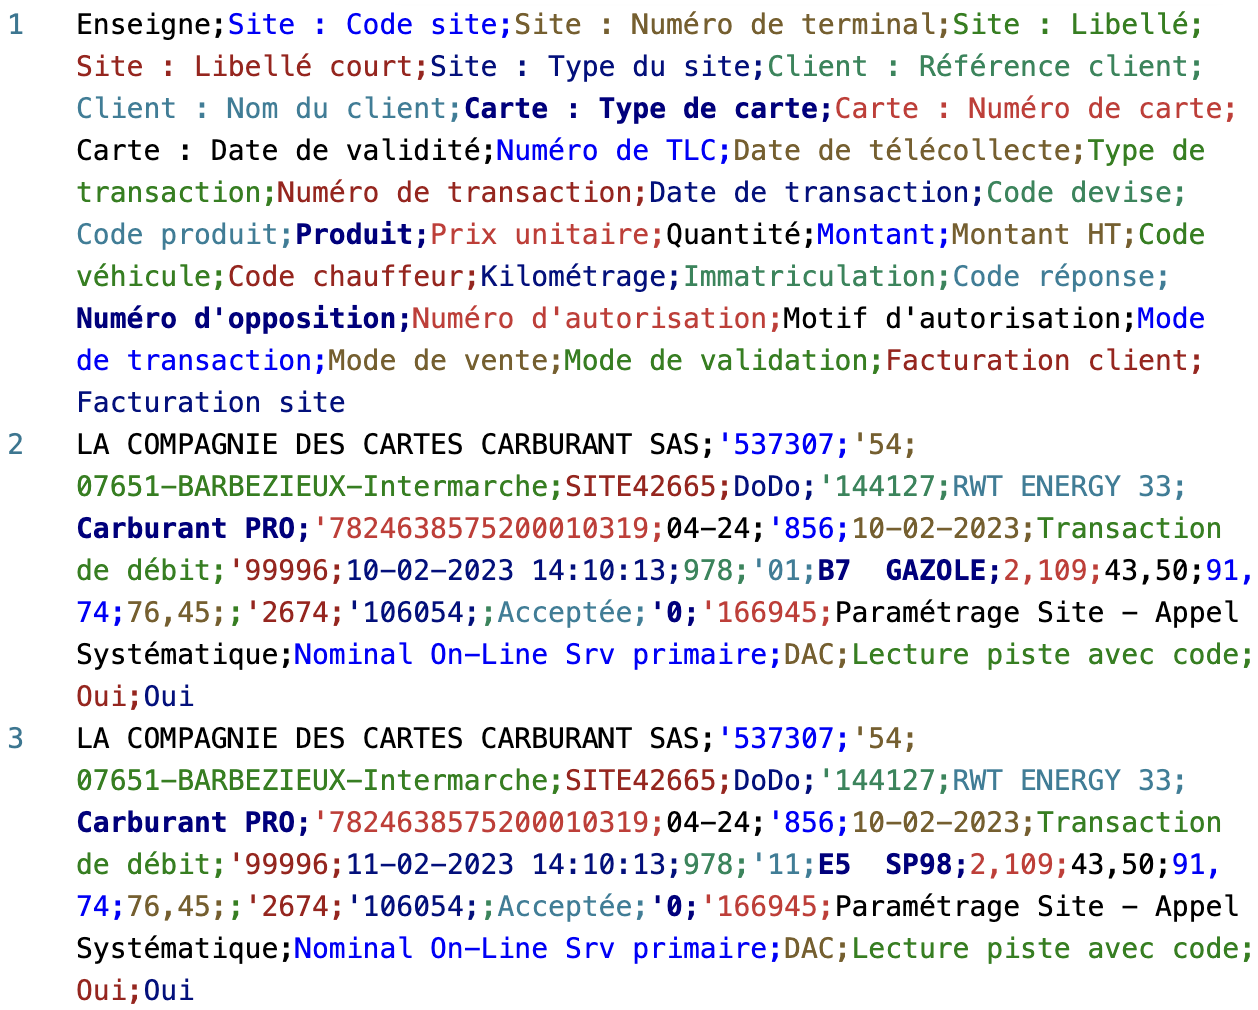 1 Enseigne;Site : Code site;Site : Numéro de terminal;Site : Libellé;
Site : Libellé court;Site : Type du site;Client : Référence client;
Client : Nom du client;Carte : Type de carte;Carte : Numéro de carte;
Carte : Date de validité;Numéro de TLC;Date de télécollecte;Type de
transaction;Numéro de transaction;Date de transaction;Code devise;
Code produit;Produit;Prix unitaire;Quantité;Montant;Montant HT;Code
véhicule;Code chauffeur;Kilométrage;Immatriculation;Code réponse;
Numéro d'opposition;Numéro d'autorisation;Motif d'autorisation;Mode
de transaction;Mode de vente;Mode de validation;Facturation client;
Facturation site
2 LA COMPAGNIE DES CARTES CARBURANT SAS;'537307;'54;
07651-BARBEZIEUX-Intermarche;SITE42665;DoDo;'144127;RWT ENERGY 33;
Carburant PRO;'7824638575200010319;04-24;'856;10-02-2023;Transaction
de débit;'99996;10-02-2023 14:10:13;978;'01;B7  GAZOLE;2,109;43,50;91,
74;76,45;;'2674;'106054;;Acceptée;'0;'166945;Paramétrage Site - Appel
Systématique;Nominal On-Line Srv primaire;DAC;Lecture piste avec code;
Oui;Oui
3 LA COMPAGNIE DES CARTES CARBURANT SAS;'537307;'54;
07651-BARBEZIEUX-Intermarche;SITE42665;DoDo;'144127;RWT ENERGY 33;
Carburant PRO;'7824638575200010319;04-24;'856;10-02-2023;Transaction
de débit;'99996;11-02-2023 14:10:13;978;'11;E5  SP98;2,109;43,50;91,
74;76,45;;'2674;'106054;;Acceptée;'0;'166945;Paramétrage Site - Appel
Systématique;Nominal On-Line Srv primaire;DAC;Lecture piste avec code;
Oui;Oui